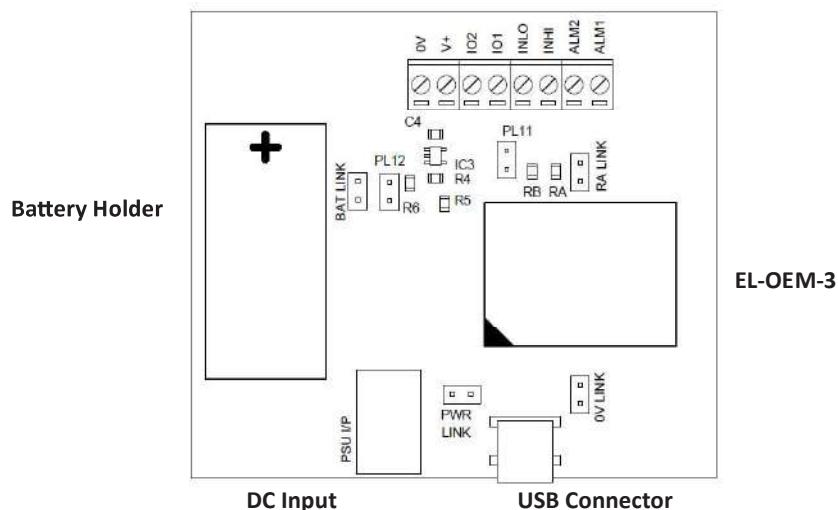 0V V+ IO2 IO1 INLO INHI ALM2 ALM1
C4
PL11
PL12
IC3
R4
RA LINK
BAT LINK
R6
R5
RB RA
Battery Holder
EL-OEM-3
PSU I/P
PWR
LINK
0V LINK
DC Input
USB Connector